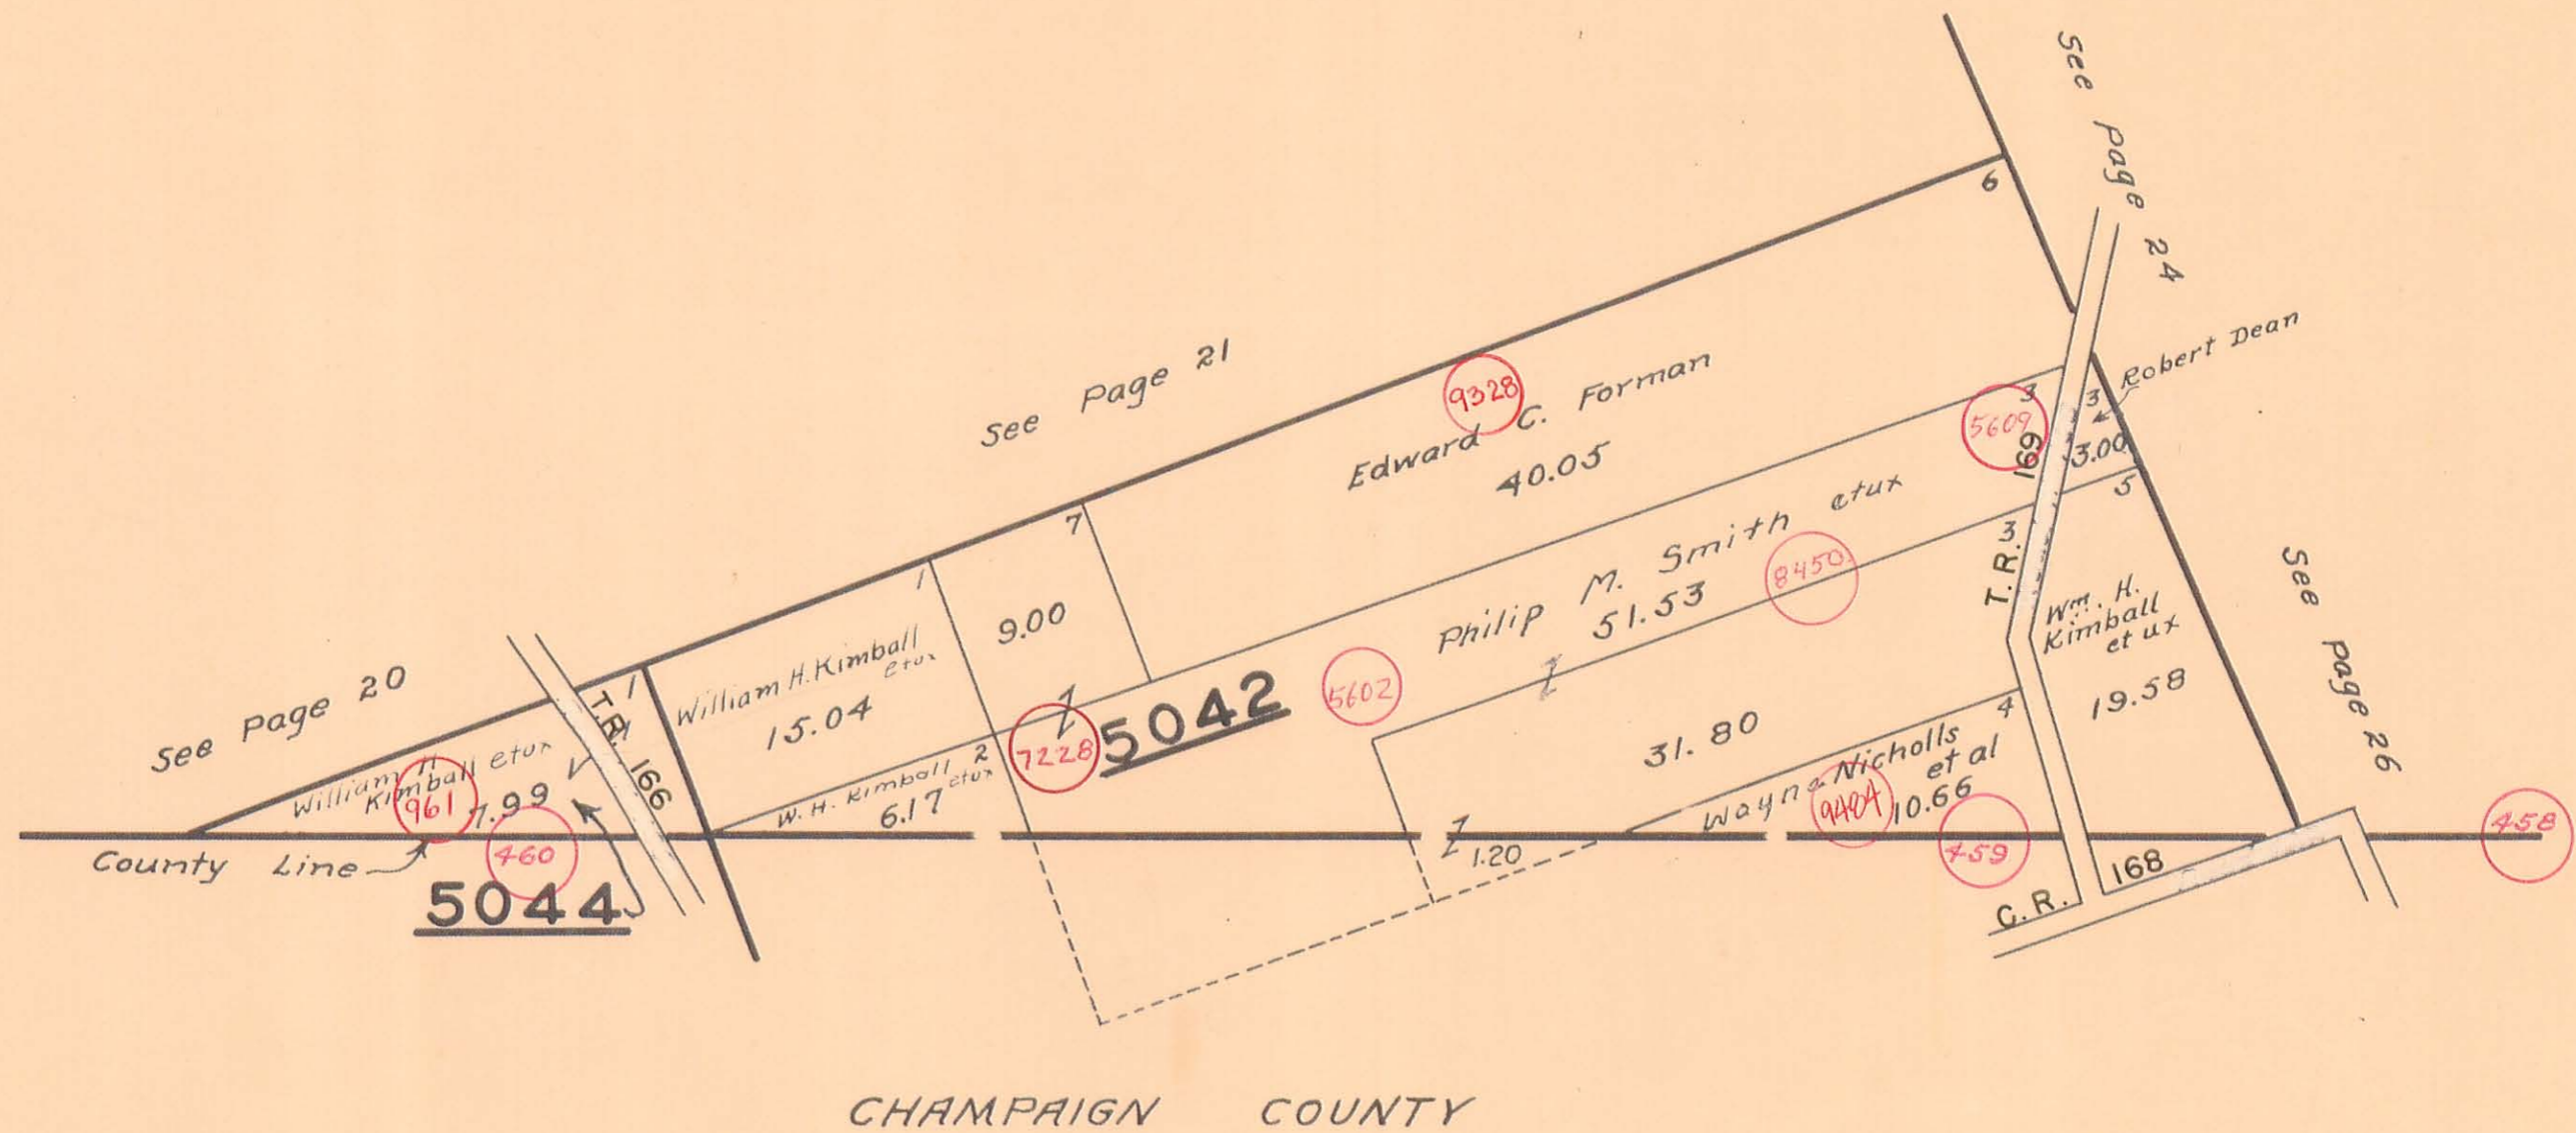 See Page 24
6
See Page 21
Robert Dean
9328
Edward C. Forman
40.05
3
3
5609
169
3.00
5
7
1
etux
Philip M. Smith
51.53
8450
3
T.R.
See Page 26
9.00
Wm. H.
Kimball
et ux
19.58
William H. Kimball
etux
15.04
5602
5042
7228
See Page 20
1
T.R. 166
31.80
4
Wayne Nicholls
et al
10.66
9484
William H.
Kimball etux
961
7.99
2
W. H. Kimball
etux
6.17
County Line
460
1.20
459
458
168
5044
C.R.
CHAMPAIGN COUNTY